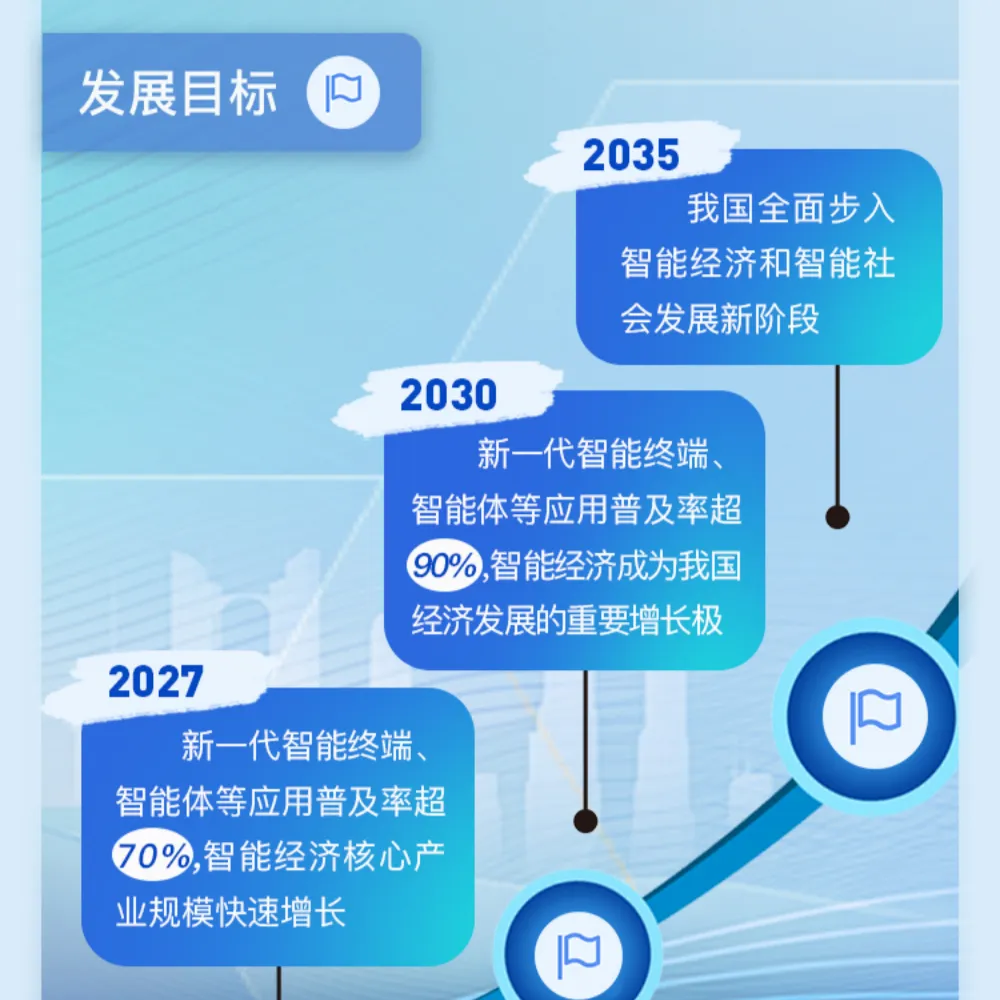 发展目标
2035
我国全面步入
智能经济和智能社
会发展新阶段
2030
新一代智能终端、
智能体等应用普及率超
90%,智能经济成为我国
经济发展的重要增长极
2027
新一代智能终端、
智能体等应用普及率超
70%,智能经济核心产
业规模快速增长